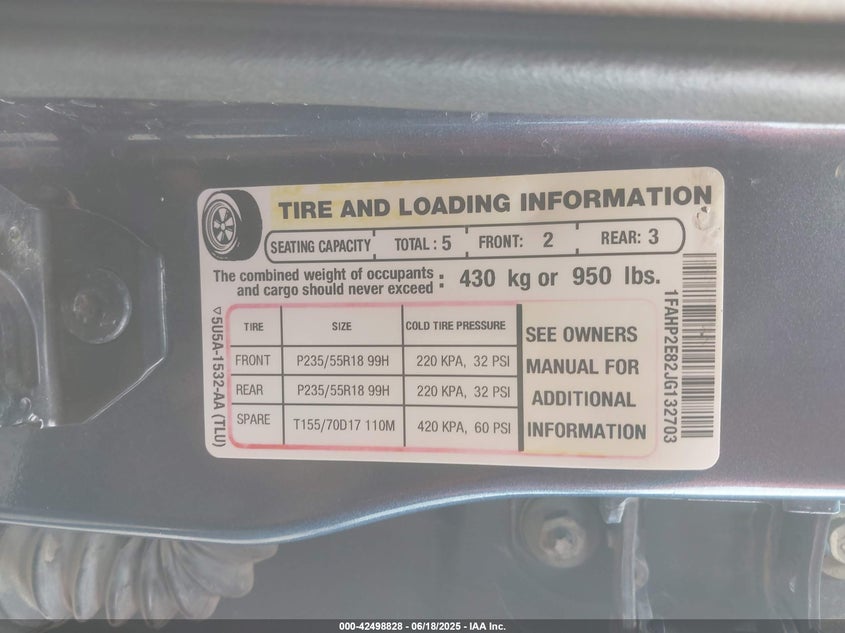 TIRE AND LOADING INFORMATION
SEATING CAPACITY TOTAL : 5 FRONT: 2 REAR: 3
The combined weight of occupants
and cargo should never exceed : 430 kg or 950 lbs.
TIRE SIZE COLD TIRE PRESSURE
FRONT P235/55R18 99H 220 KPA, 32 PSI
REAR P235/55R18 99H 220 KPA, 32 PSI
SPARE T155/70D17 110M 420 KPA, 60 PSI
SEE OWNERS
MANUAL FOR
ADDITIONAL
INFORMATION
5U5A-1532-AA (TLU)
1FAHP2E82JG132703
000-42498828 - 06/18/2025 - IAA Inc.